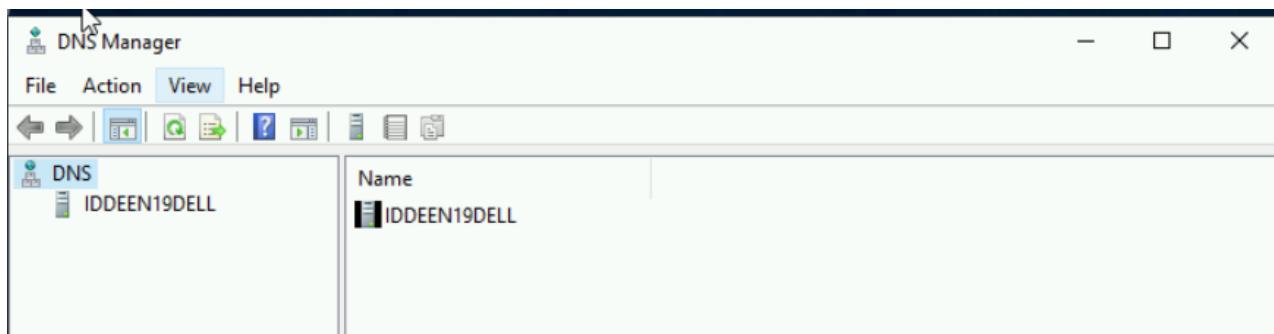 DNS Manager
File Action View Help
DNS
IDDEEN19DELL
Name
IDDEEN19DELL